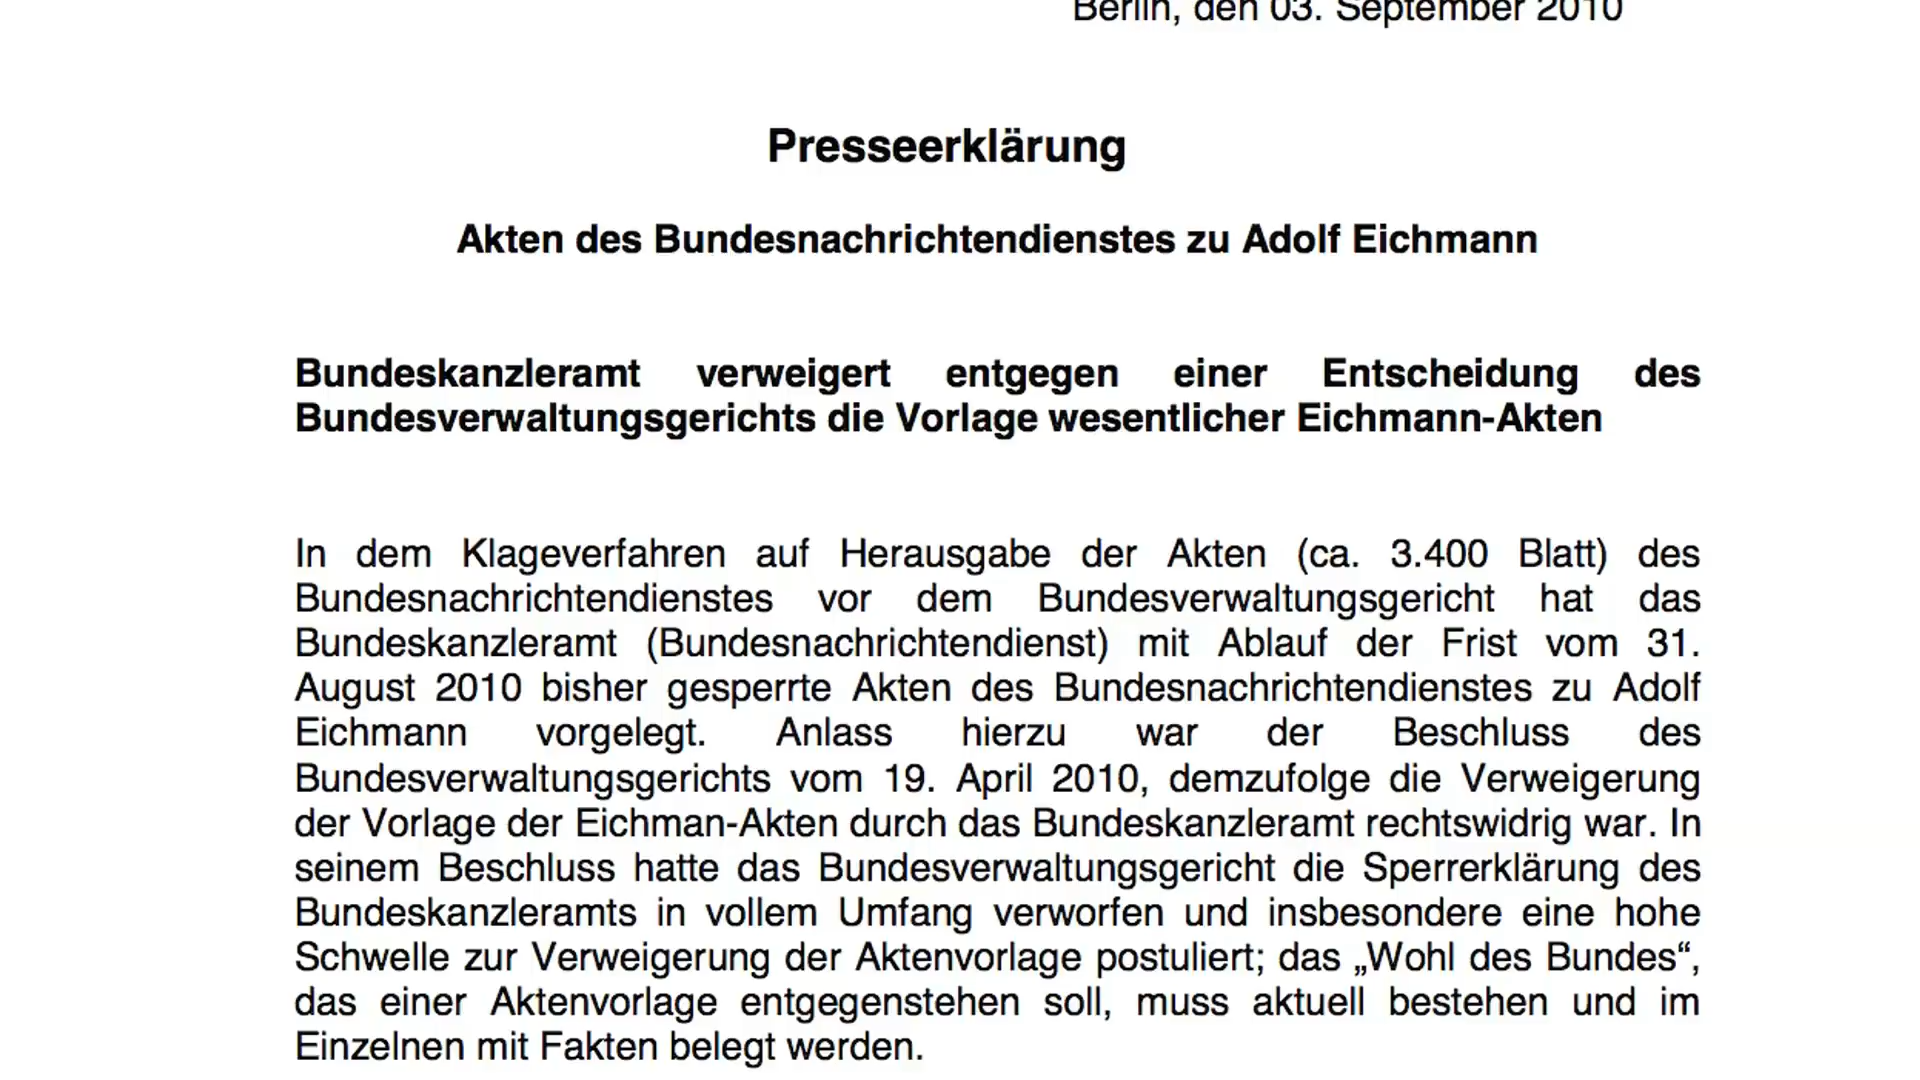 Berlin, den 03. September 2010
Presseerklärung
Akten des Bundesnachrichtendienstes zu Adolf Eichmann
Bundeskanzleramt verweigert entgegen einer Entscheidung des
Bundesverwaltungsgerichts die Vorlage wesentlicher Eichmann-Akten
In dem Klageverfahren auf Herausgabe der Akten (ca. 3.400 Blatt) des
Bundesnachrichtendienstes vor dem Bundesverwaltungsgericht hat das
Bundeskanzleramt (Bundesnachrichtendienst) mit Ablauf der Frist vom 31.
August 2010 bisher gesperrte Akten des Bundesnachrichtendienstes zu Adolf
Eichmann vorgelegt. Anlass hierzu war der Beschluss des
Bundesverwaltungsgerichts vom 19. April 2010, demzufolge die Verweigerung
der Vorlage der Eichman-Akten durch das Bundeskanzleramt rechtswidrig war. In
seinem Beschluss hatte das Bundesverwaltungsgericht die Sperrerklärung des
Bundeskanzleramts in vollem Umfang verworfen und insbesondere eine hohe
Schwelle zur Verweigerung der Aktenvorlage postuliert; das „Wohl des Bundes“,
das einer Aktenvorlage entgegenstehen soll, muss aktuell bestehen und im
Einzelnen mit Fakten belegt werden.